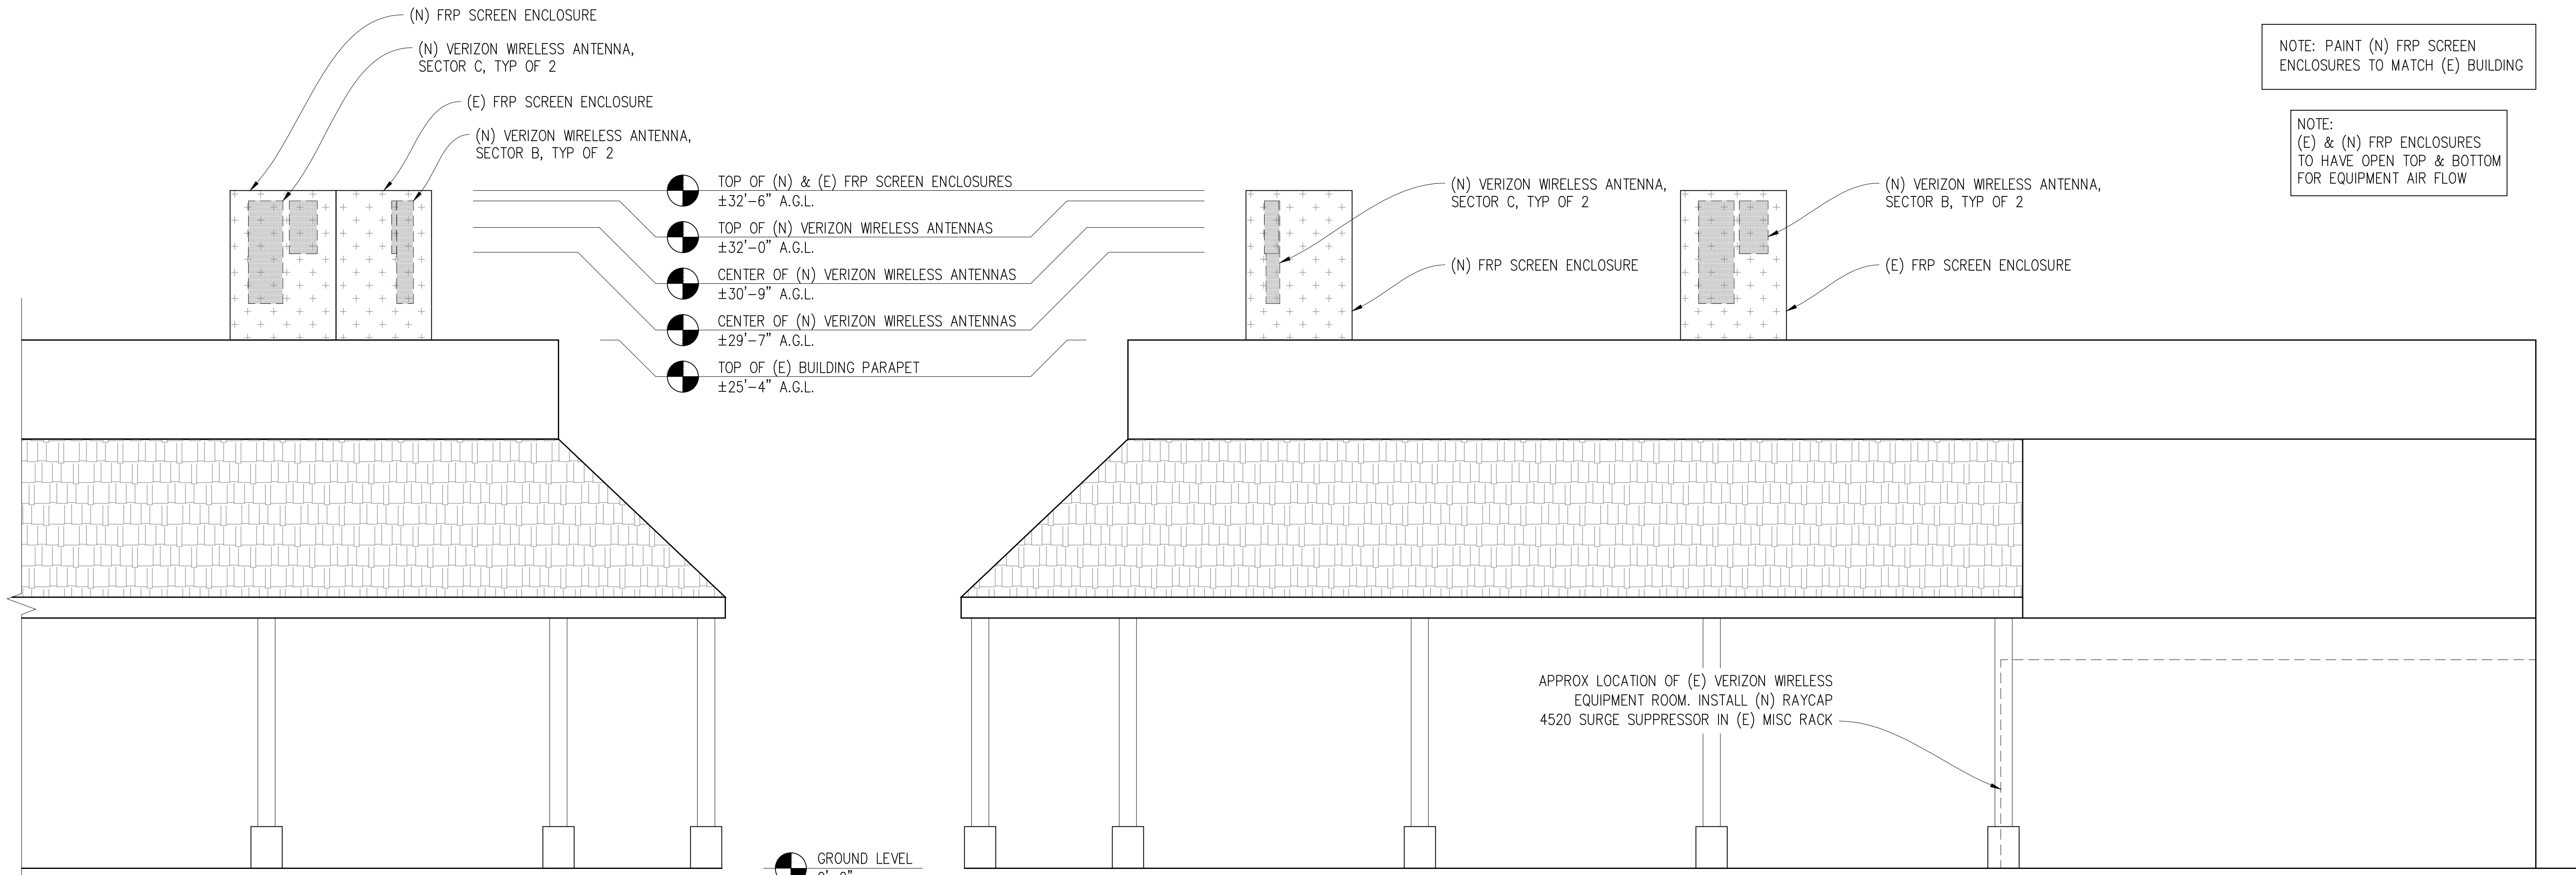 (N) FRP SCREEN ENCLOSURE
(N) VERIZON WIRELESS ANTENNA,
SECTOR C, TYP OF 2
(E) FRP SCREEN ENCLOSURE
(N) VERIZON WIRELESS ANTENNA,
SECTOR B, TYP OF 2
TOP OF (N) & (E) FRP SCREEN ENCLOSURES
±32'-6" A.G.L.
TOP OF (N) VERIZON WIRELESS ANTENNAS
±32'-0" A.G.L.
CENTER OF (N) VERIZON WIRELESS ANTENNAS
±30'-9" A.G.L.
CENTER OF (N) VERIZON WIRELESS ANTENNAS
±29'-7" A.G.L.
TOP OF (E) BUILDING PARAPET
±25'-4" A.G.L.
(N) VERIZON WIRELESS ANTENNA,
SECTOR C, TYP OF 2
(N) FRP SCREEN ENCLOSURE
(N) VERIZON WIRELESS ANTENNA,
SECTOR B, TYP OF 2
(E) FRP SCREEN ENCLOSURE
NOTE: PAINT (N) FRP SCREEN
ENCLOSURES TO MATCH (E) BUILDING
NOTE:
(E) & (N) FRP ENCLOSURES
TO HAVE OPEN TOP & BOTTOM
FOR EQUIPMENT AIR FLOW
APPROX LOCATION OF (E) VERIZON WIRELESS
EQUIPMENT ROOM. INSTALL (N) RAYCAP
4520 SURGE SUPPRESSOR IN (E) MISC RACK
GROUND LEVEL